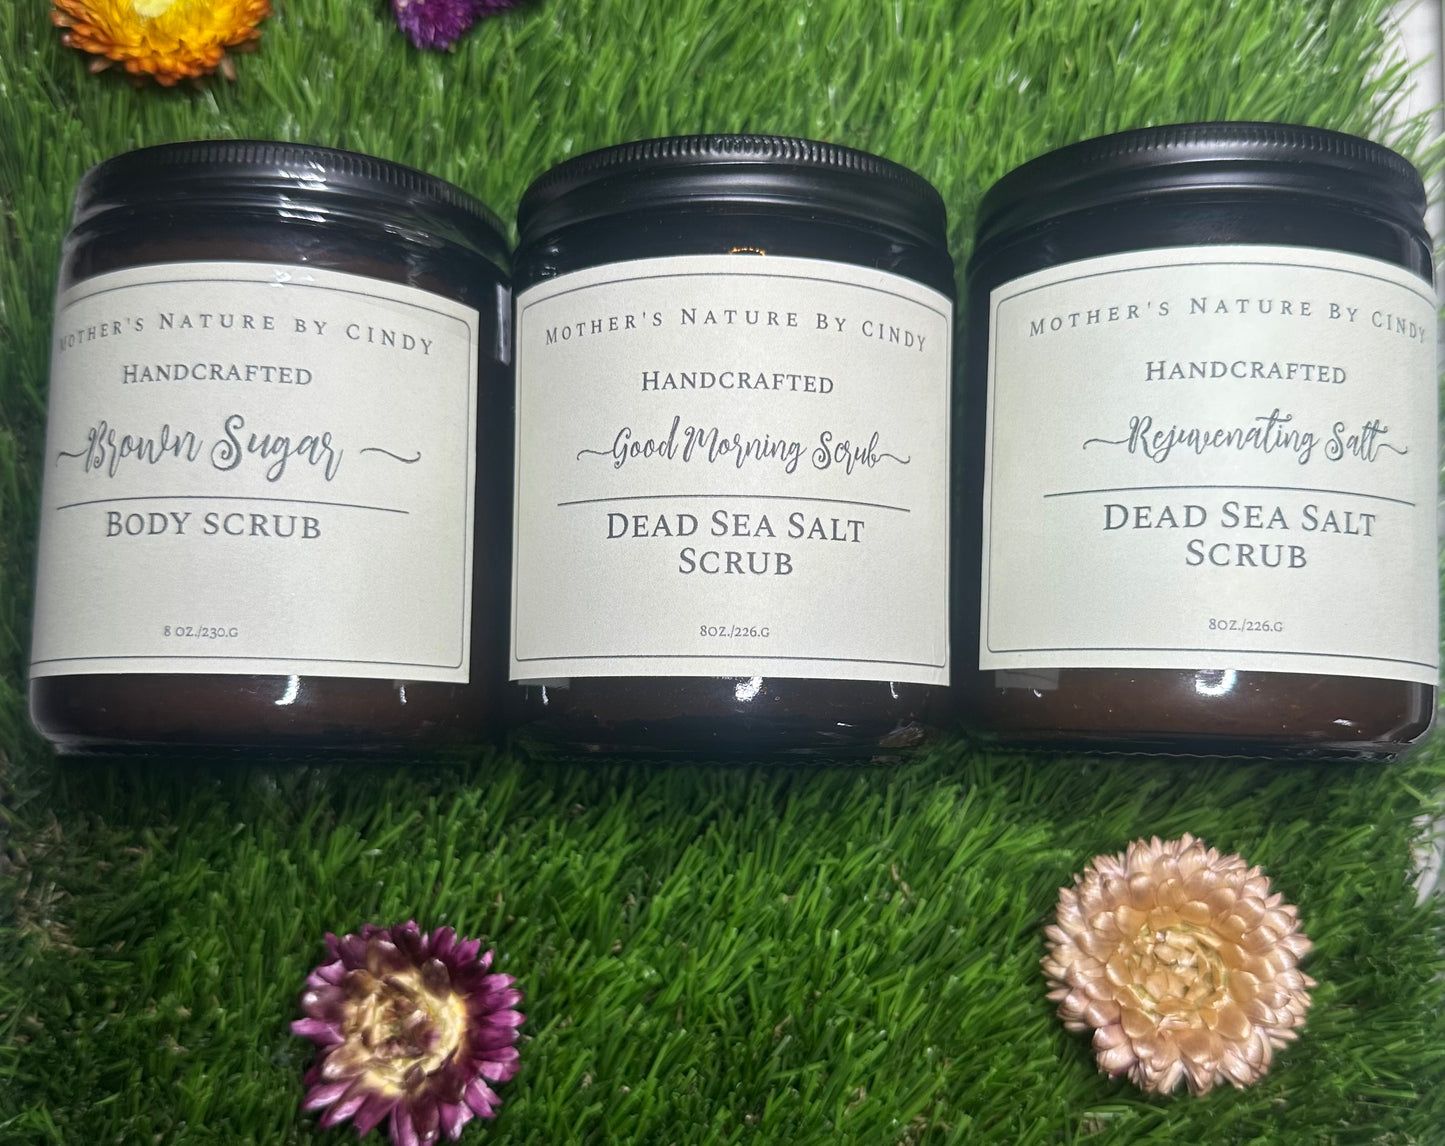 Mother's Nature by Cindy
Handcrafted
Brown Sugar
Body scrub
8 oz./230.g
Mother's Nature By Cindy
Handcrafted
Good Morning Scrub
Dead Sea Salt
Scrub
8oz./226.g
Mother's Nature By Cindy
Handcrafted
Rejuvenating Salt
Dead Sea Salt
Scrub
8oz./226.g